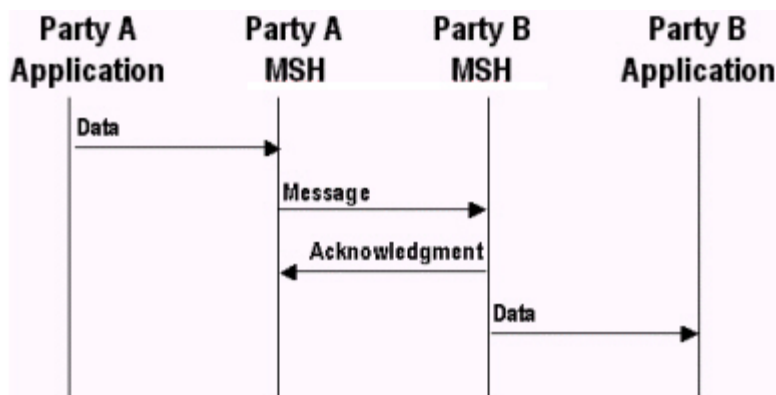 Party A Application
Party A MSH
Party B MSH
Party B Application
Data
Message
Acknowledgment
Data